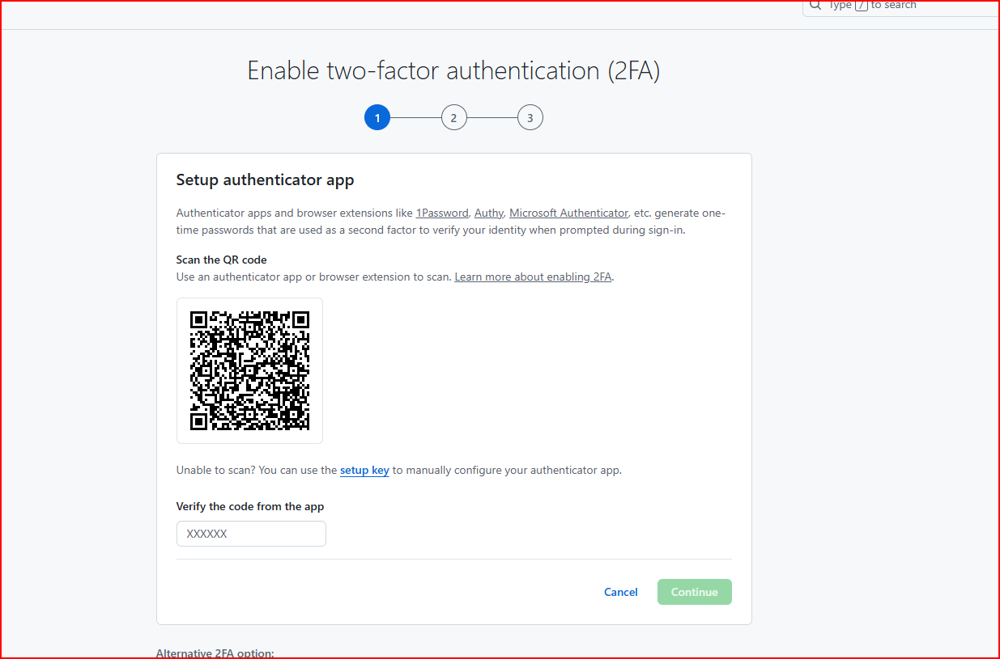 Type / to search
Enable two-factor authentication (2FA)
1
2
3
Setup authenticator app
Authenticator apps and browser extensions like 1Password, Authy, Microsoft Authenticator, etc. generate one-
time passwords that are used as a second factor to verify your identity when prompted during sign-in.
Scan the QR code
Use an authenticator app or browser extension to scan. Learn more about enabling 2FA.
Unable to scan? You can use the setup key to manually configure your authenticator app.
Verify the code from the app
XXXXXX
Cancel
Continue
Alternative 2FA option: